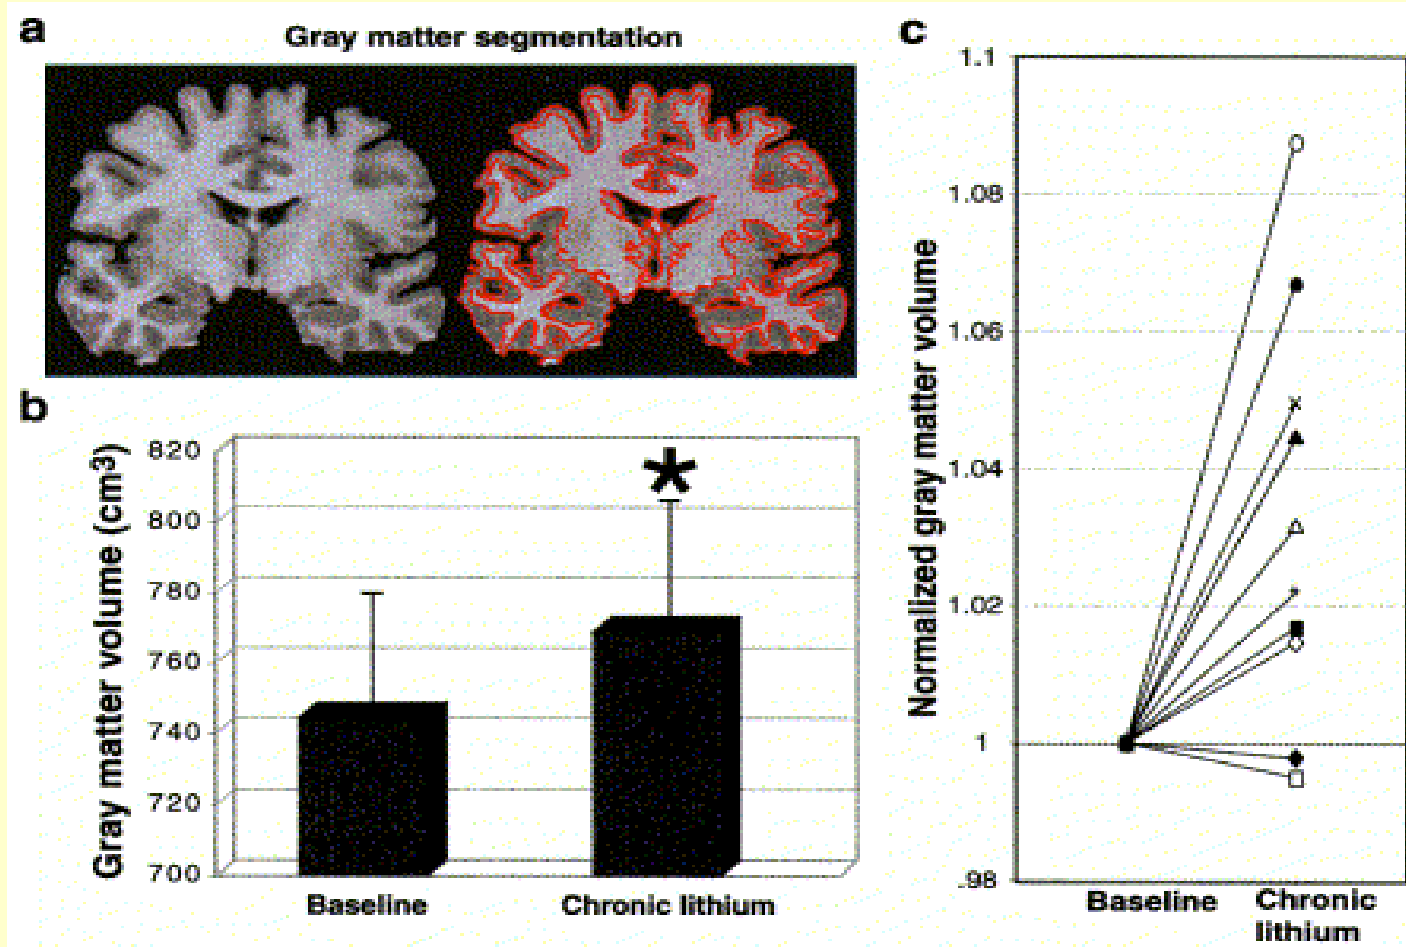 a
Gray matter segmentation
b
Gray matter volume (cm³)
820
800
780
760
740
720
700
*
Baseline
Chronic lithium
c
Normalized gray matter volume
1.1
1.08
1.06
1.04
1.02
1
.98
Baseline
Chronic
lithium